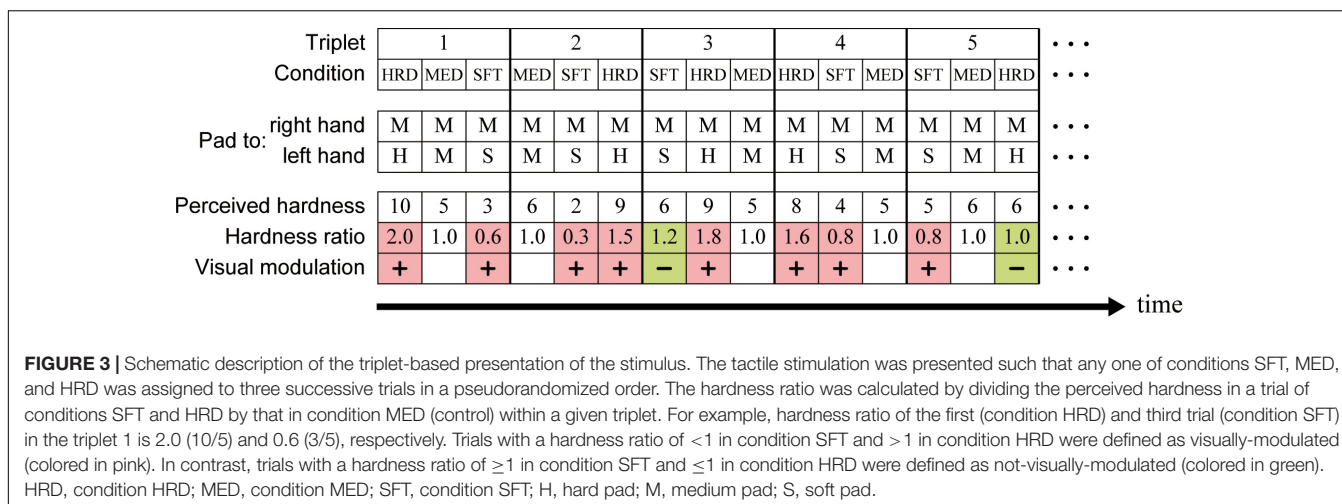 Triplet 1 2 3 4 5 • • •
Condition HRD MED SFT MED SFT HRD SFT HRD MED HRD SFT MED SFT MED HRD • • •
Pad to:
right hand M M M M M M M M M M M M M M M • • •
left hand H M S M S H S H M H S M S M H • • •
Perceived hardness 10 5 3 6 2 9 6 9 5 8 4 5 5 6 6 • • •
Hardness ratio 2.0 1.0 0.6 1.0 0.3 1.5 1.2 1.8 1.0 1.6 0.8 1.0 0.8 1.0 1.0 • • •
Visual modulation + + + + − + + + + − • • •
time
FIGURE 3 | Schematic description of the triplet-based presentation of the stimulus. The tactile stimulation was presented such that any one of conditions SFT, MED,
and HRD was assigned to three successive trials in a pseudorandomized order. The hardness ratio was calculated by dividing the perceived hardness in a trial of
conditions SFT and HRD by that in condition MED (control) within a given triplet. For example, hardness ratio of the first (condition HRD) and third trial (condition SFT)
in the triplet 1 is 2.0 (10/5) and 0.6 (3/5), respectively. Trials with a hardness ratio of <1 in condition SFT and >1 in condition HRD were defined as visually-modulated
(colored in pink). In contrast, trials with a hardness ratio of ≥1 in condition SFT and ≤1 in condition HRD were defined as not-visually-modulated (colored in green).
HRD, condition HRD; MED, condition MED; SFT, condition SFT; H, hard pad; M, medium pad; S, soft pad.